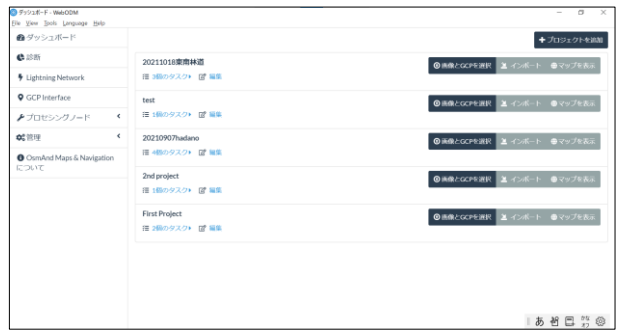 ダッシュボード - WebODM
File View Tools Language Help
ダッシュボード
プロジェクトを追加
診断
Lightning Network
GCP Interface
プロセシングノード
管理
OsmAnd Maps & Navigation
について
20211018東南林道
3個のタスク 編集
画像とGCPを選択 インポート マップを表示
test
1個のタスク 編集
画像とGCPを選択 インポート マップを表示
20210907hadano
4個のタスク 編集
画像とGCPを選択 インポート マップを表示
2nd project
1個のタスク 編集
画像とGCPを選択 インポート マップを表示
First Project
2個のタスク 編集
画像とGCPを選択 インポート マップを表示
あ